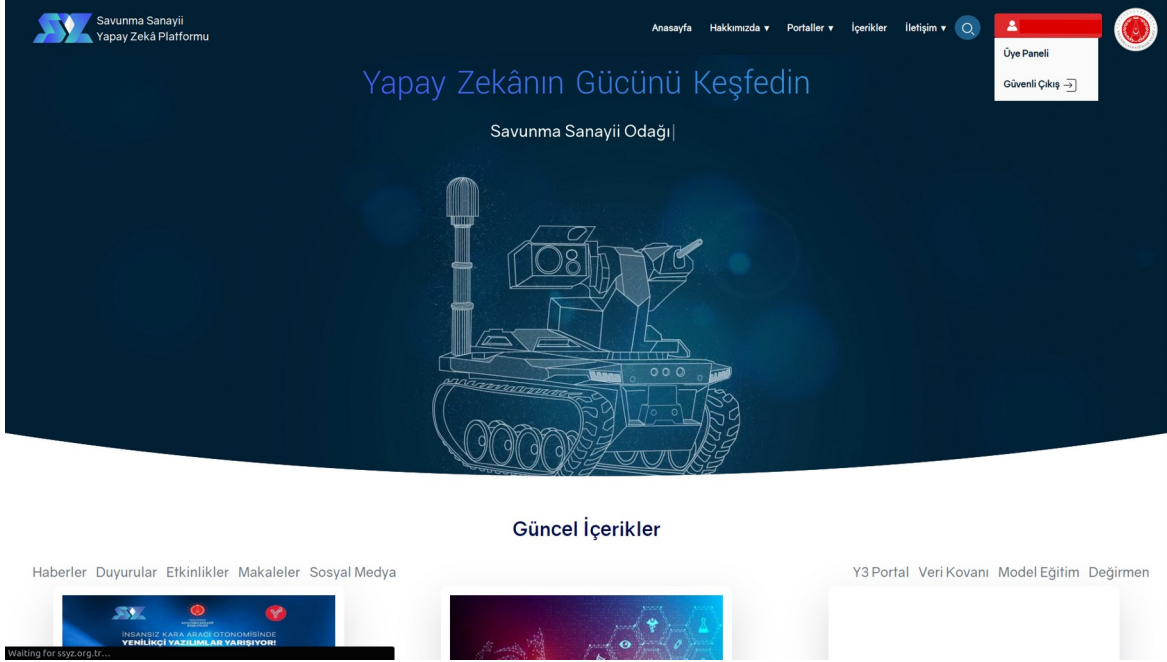 Savunma Sanayii
Yapay Zekâ Platformu
Anasayfa Hakkımızda ▾ Portaller ▾ İçerikler İletişim ▾
Üye Paneli
Güvenli Çıkış
Yapay Zekânın Gücünü Keşfedin
Savunma Sanayii Odağı|
Güncel İçerikler
Haberler Duyurular Etkinlikler Makaleler Sosyal Medya
Y3 Portal Veri Kovanı Model Eğitim Değirmen
İNSANSIZ KARA ARACI OTONOMİSİNDE
YENİLİKÇİ YAZILIMLAR YARIŞIYOR!
Waiting for ssyz.org.tr...